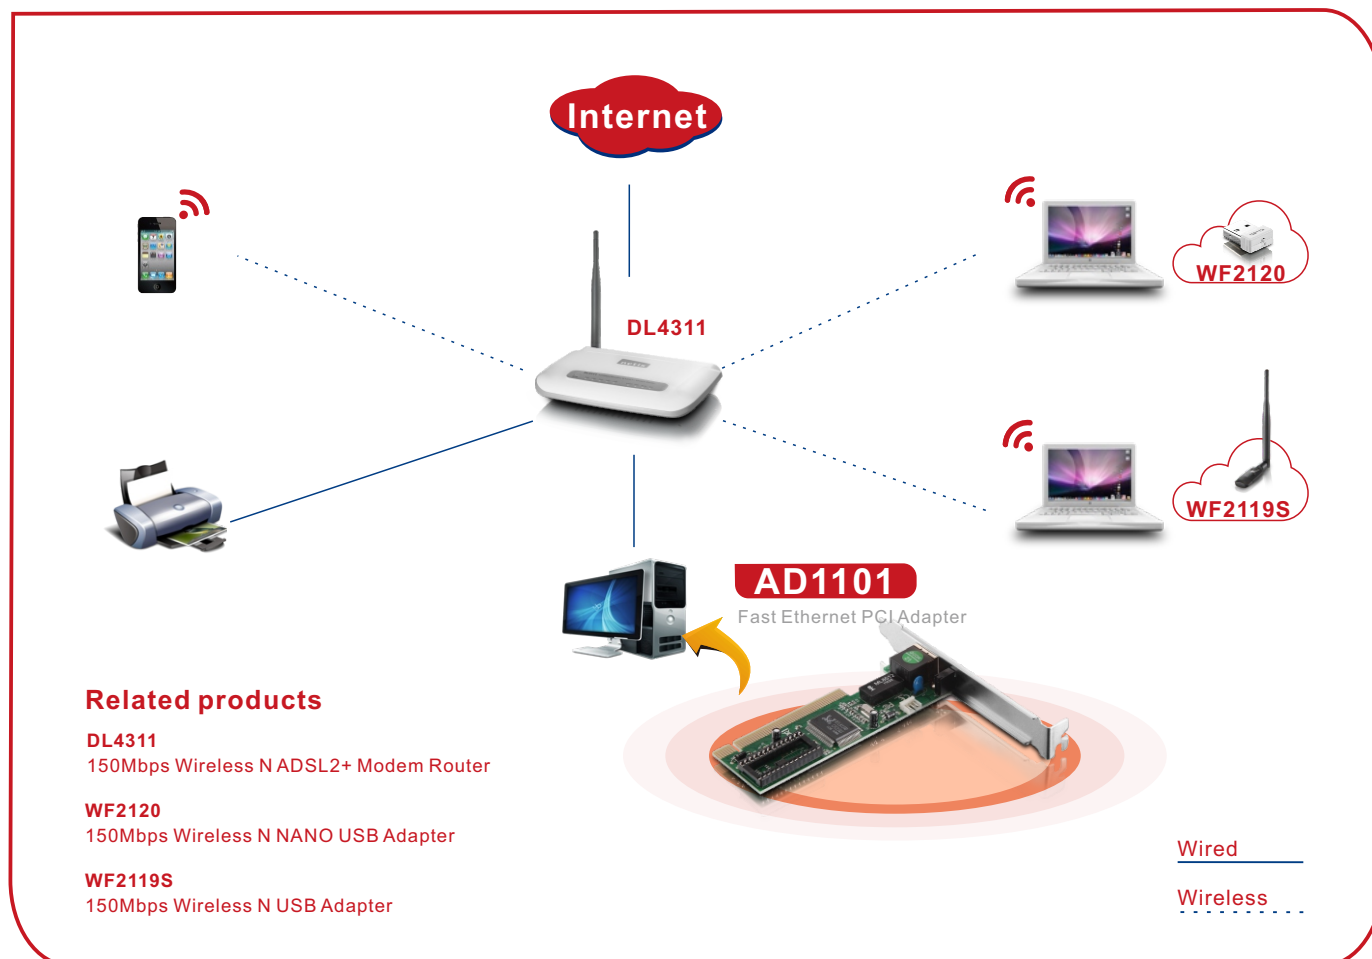 Internet
DL4311
WF2120
WF2119S
AD1101
Fast Ethernet PCI Adapter
Related products
DL4311
150Mbps Wireless N ADSL2+ Modem Router
WF2120
150Mbps Wireless N NANO USB Adapter
WF2119S
150Mbps Wireless N USB Adapter
Wired
Wireless